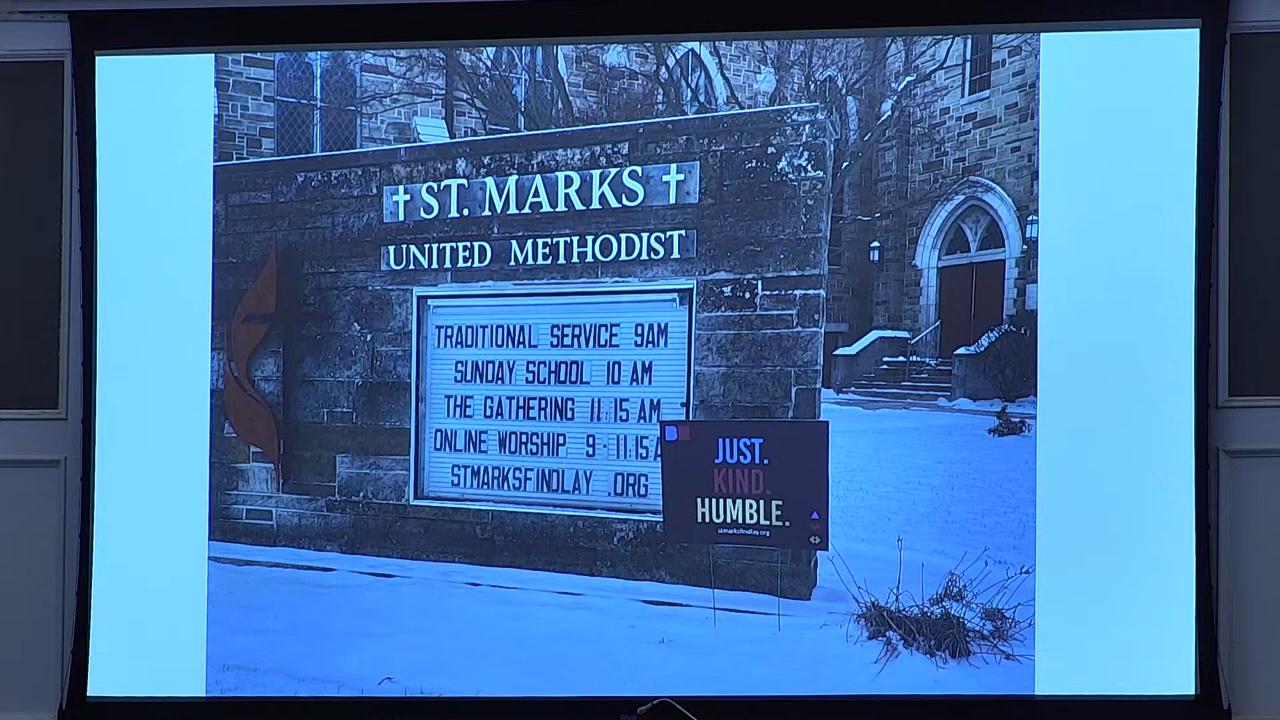 ST. MARKS
UNITED METHODIST
TRADITIONAL SERVICE 9AM
SUNDAY SCHOOL 10 AM
THE GATHERING 11:15 AM
ONLINE WORSHIP 9-11:15A
STMARKSFINDLAY .ORG
JUST.
KIND.
HUMBLE.
stmarksfindlay.org